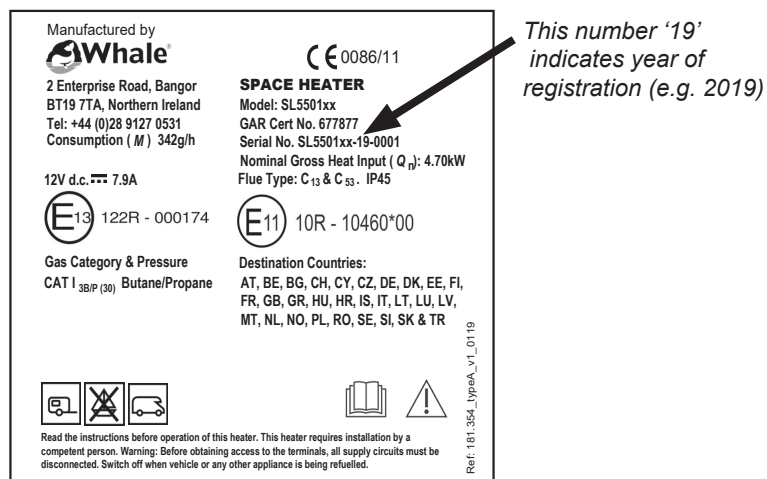 Manufactured by
Whale®
2 Enterprise Road, Bangor
BT19 7TA, Northern Ireland
Tel: +44 (0)28 9127 0531
Consumption ( M ) 342g/h
12V d.c. 7.9A
E13 122R - 000174
Gas Category & Pressure
CAT I 3B/P (30) Butane/Propane
CE 0086/11
SPACE HEATER
Model: SL5501xx
GAR Cert No. 677877
Serial No. SL5501xx-19-0001
Nominal Gross Heat Input ( Q n): 4.70kW
Flue Type: C 13 & C 53 . IP45
E11 10R - 10460*00
Destination Countries:
AT, BE, BG, CH, CY, CZ, DE, DK, EE, FI,
FR, GB, GR, HU, HR, IS, IT, LT, LU, LV,
MT, NL, NO, PL, RO, SE, SI, SK & TR
Read the instructions before operation of this heater. This heater requires installation by a
competent person. Warning: Before obtaining access to the terminals, all supply circuits must be
disconnected. Switch off when vehicle or any other appliance is being refuelled.
Ref: 181.354_typeA_v1_0119
This number ‘19’
indicates year of
registration (e.g. 2019)